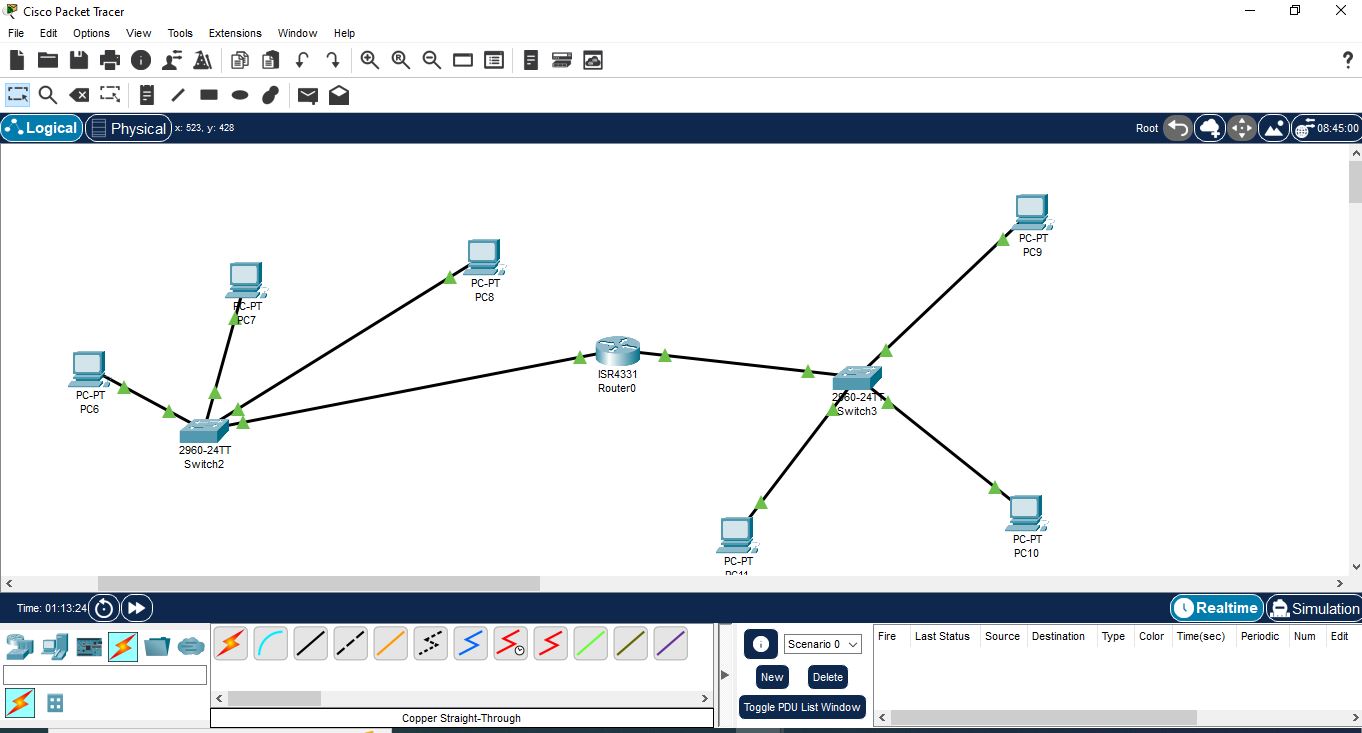 Cisco Packet Tracer
File Edit Options View Tools Extensions Window Help
?
Logical Physical x: 523, y: 428 Root 08:45:00
PC-PT
PC9
PC-PT
PC8
PC-PT
PC7
ISR4331
Router0
PC-PT
PC6
2960-24TT
Switch3
2960-24TT
Switch2
PC-PT
PC10
PC-PT
PC11
Time: 01:13:24 Realtime Simulation
Scenario 0
New Delete
Toggle PDU List Window
Fire Last Status Source Destination Type Color Time(sec) Periodic Num Edit
Copper Straight-Through